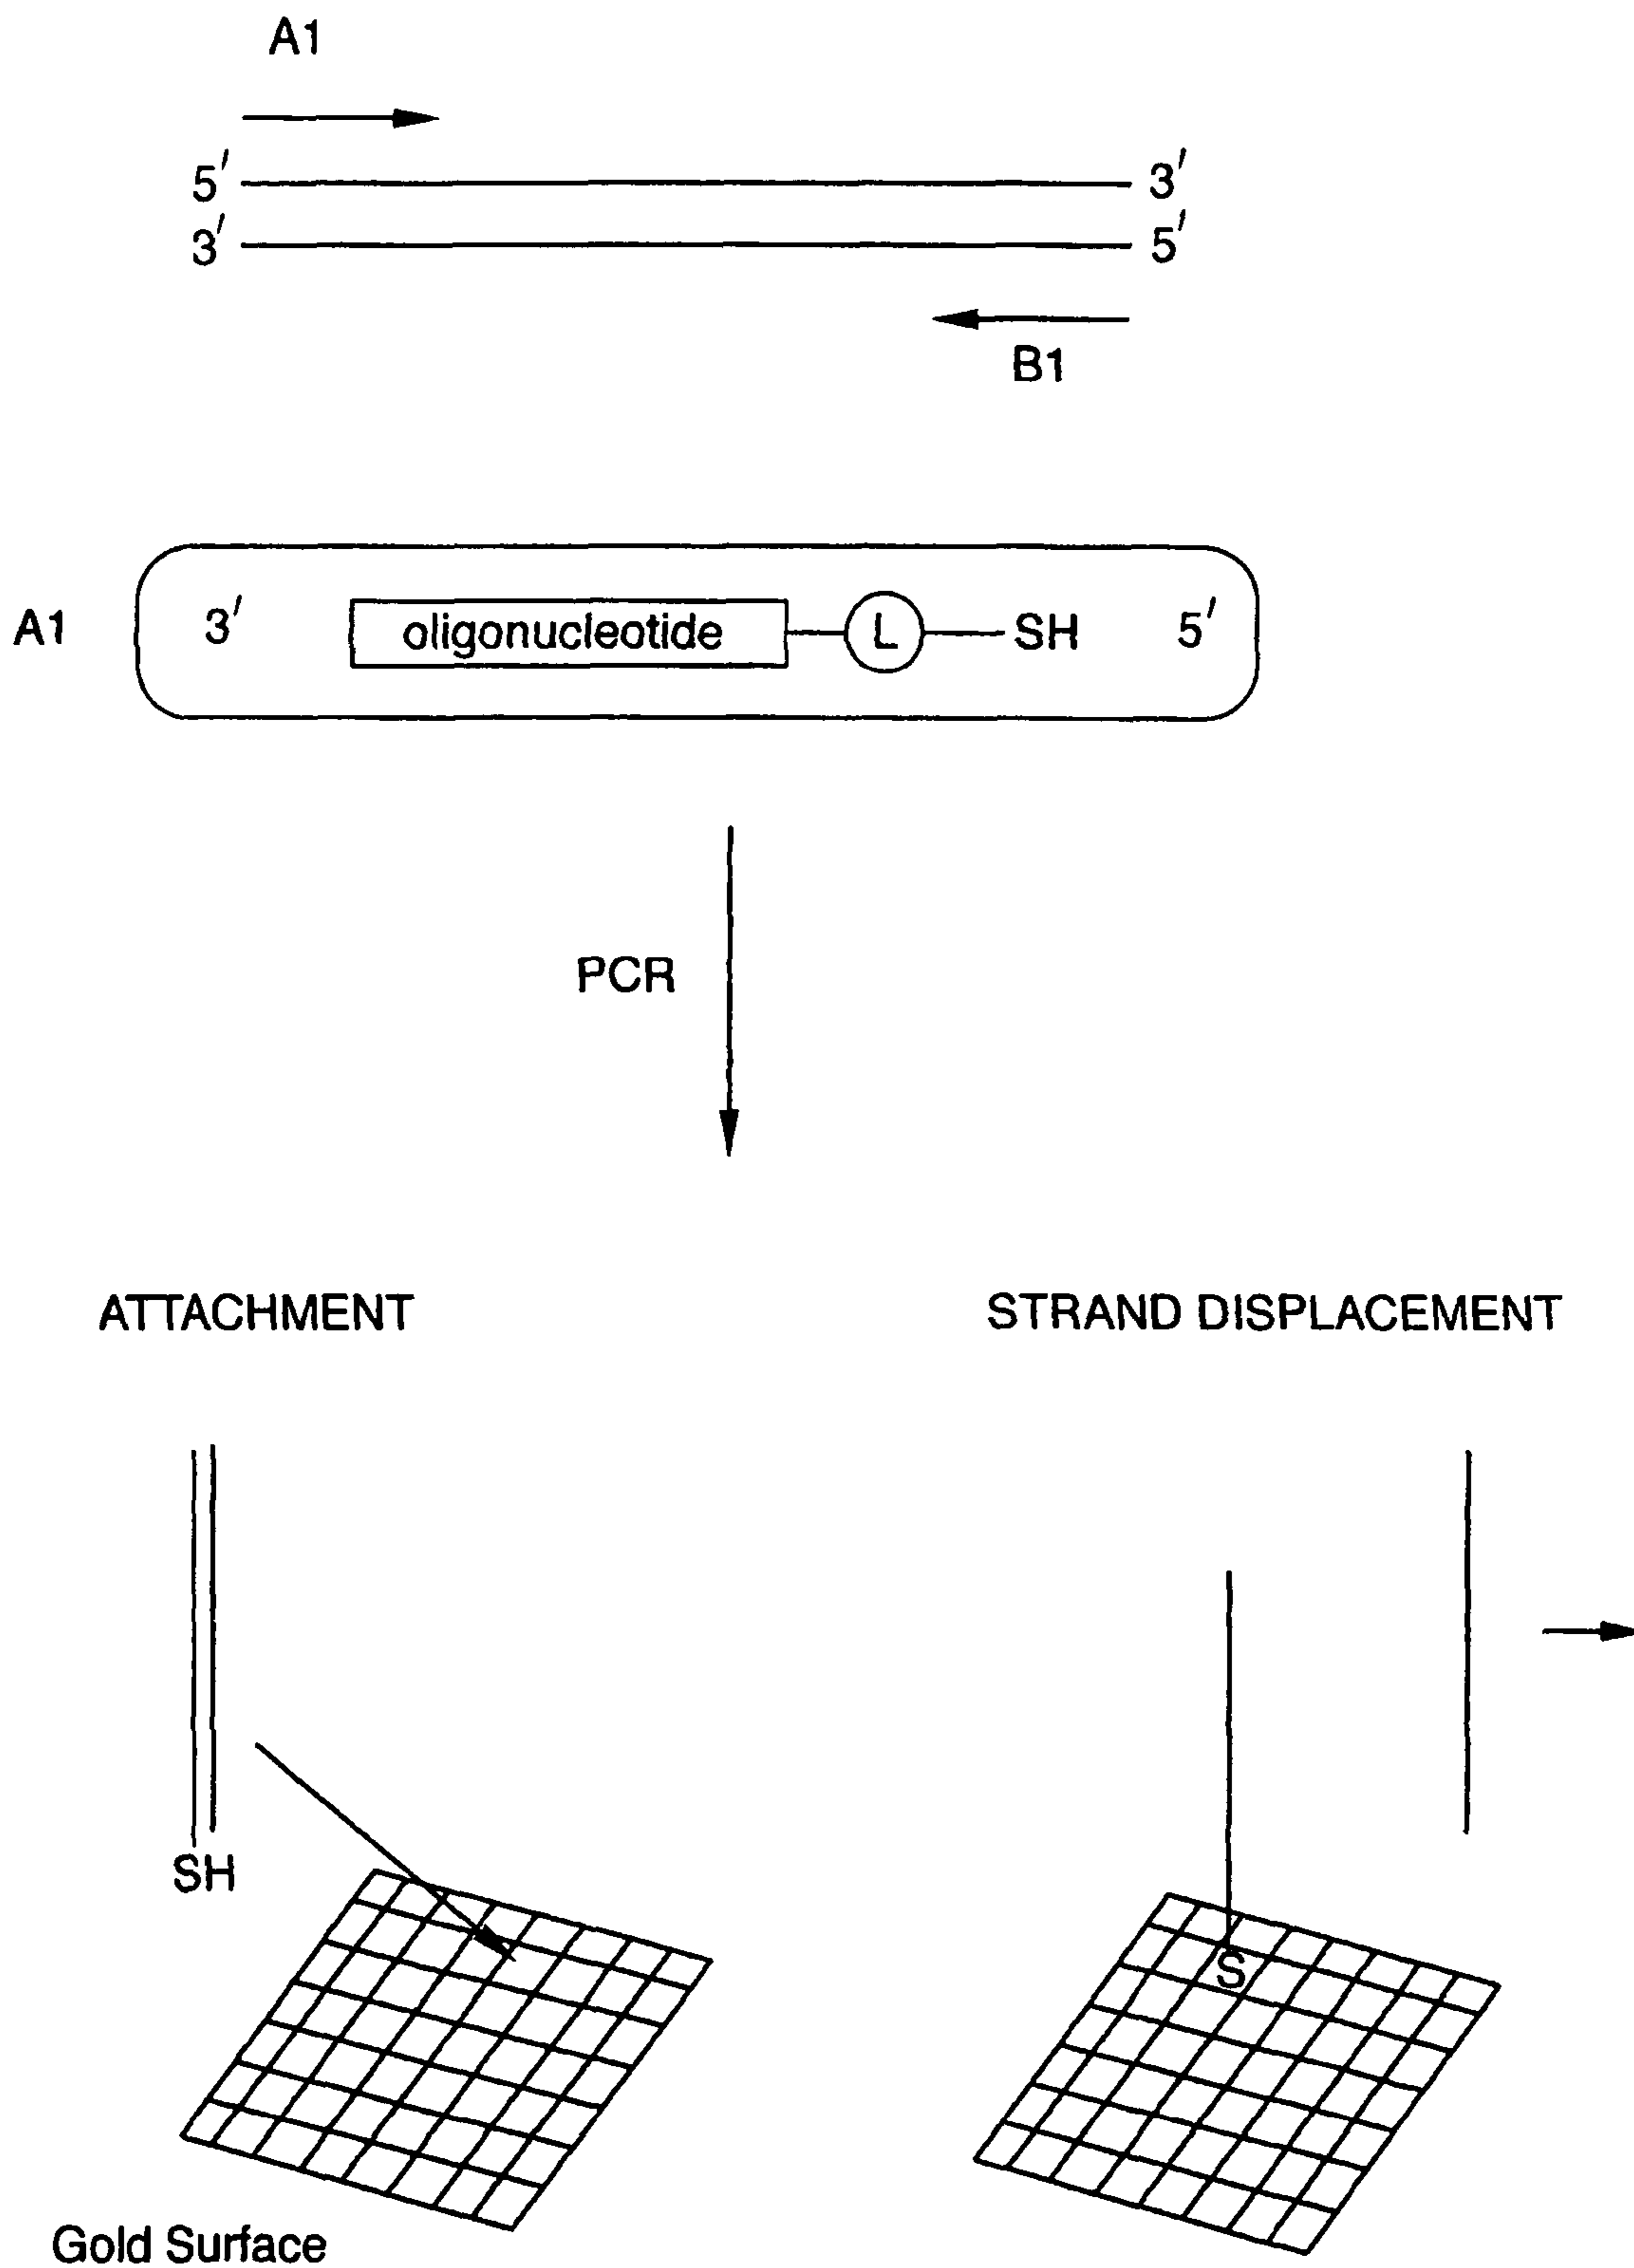 A1
5′ 3′
3′ 5′
B1
A1 3′ oligonucleotide L SH 5′
PCR
ATTACHMENT STRAND DISPLACEMENT
SH
S
Gold Surface